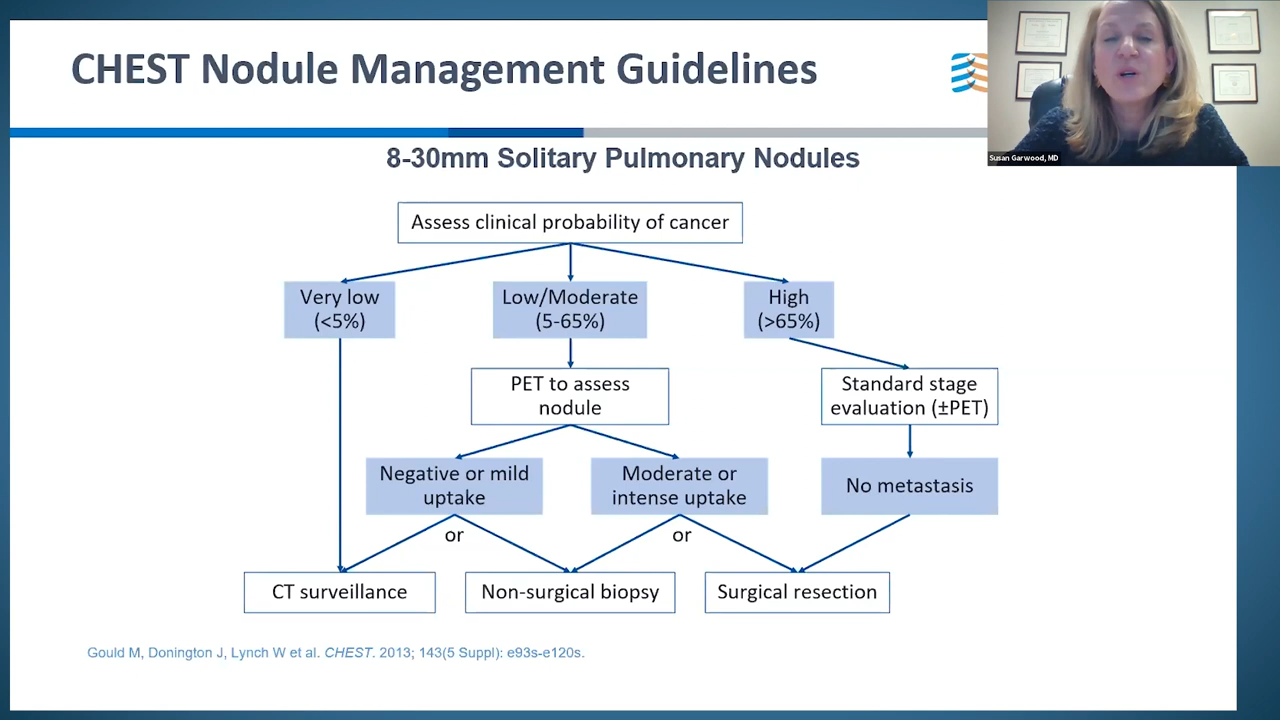 CHEST Nodule Management Guidelines
Susan Garwood, MD
8-30mm Solitary Pulmonary Nodules
Assess clinical probability of cancer
Very low
(<5%)
Low/Moderate
(5-65%)
High
(>65%)
PET to assess
nodule
Standard stage
evaluation (±PET)
Negative or mild
uptake
Moderate or
intense uptake
No metastasis
or
or
CT surveillance
Non-surgical biopsy
Surgical resection
Gould M, Donington J, Lynch W et al. CHEST. 2013; 143(5 Suppl): e93s-e120s.